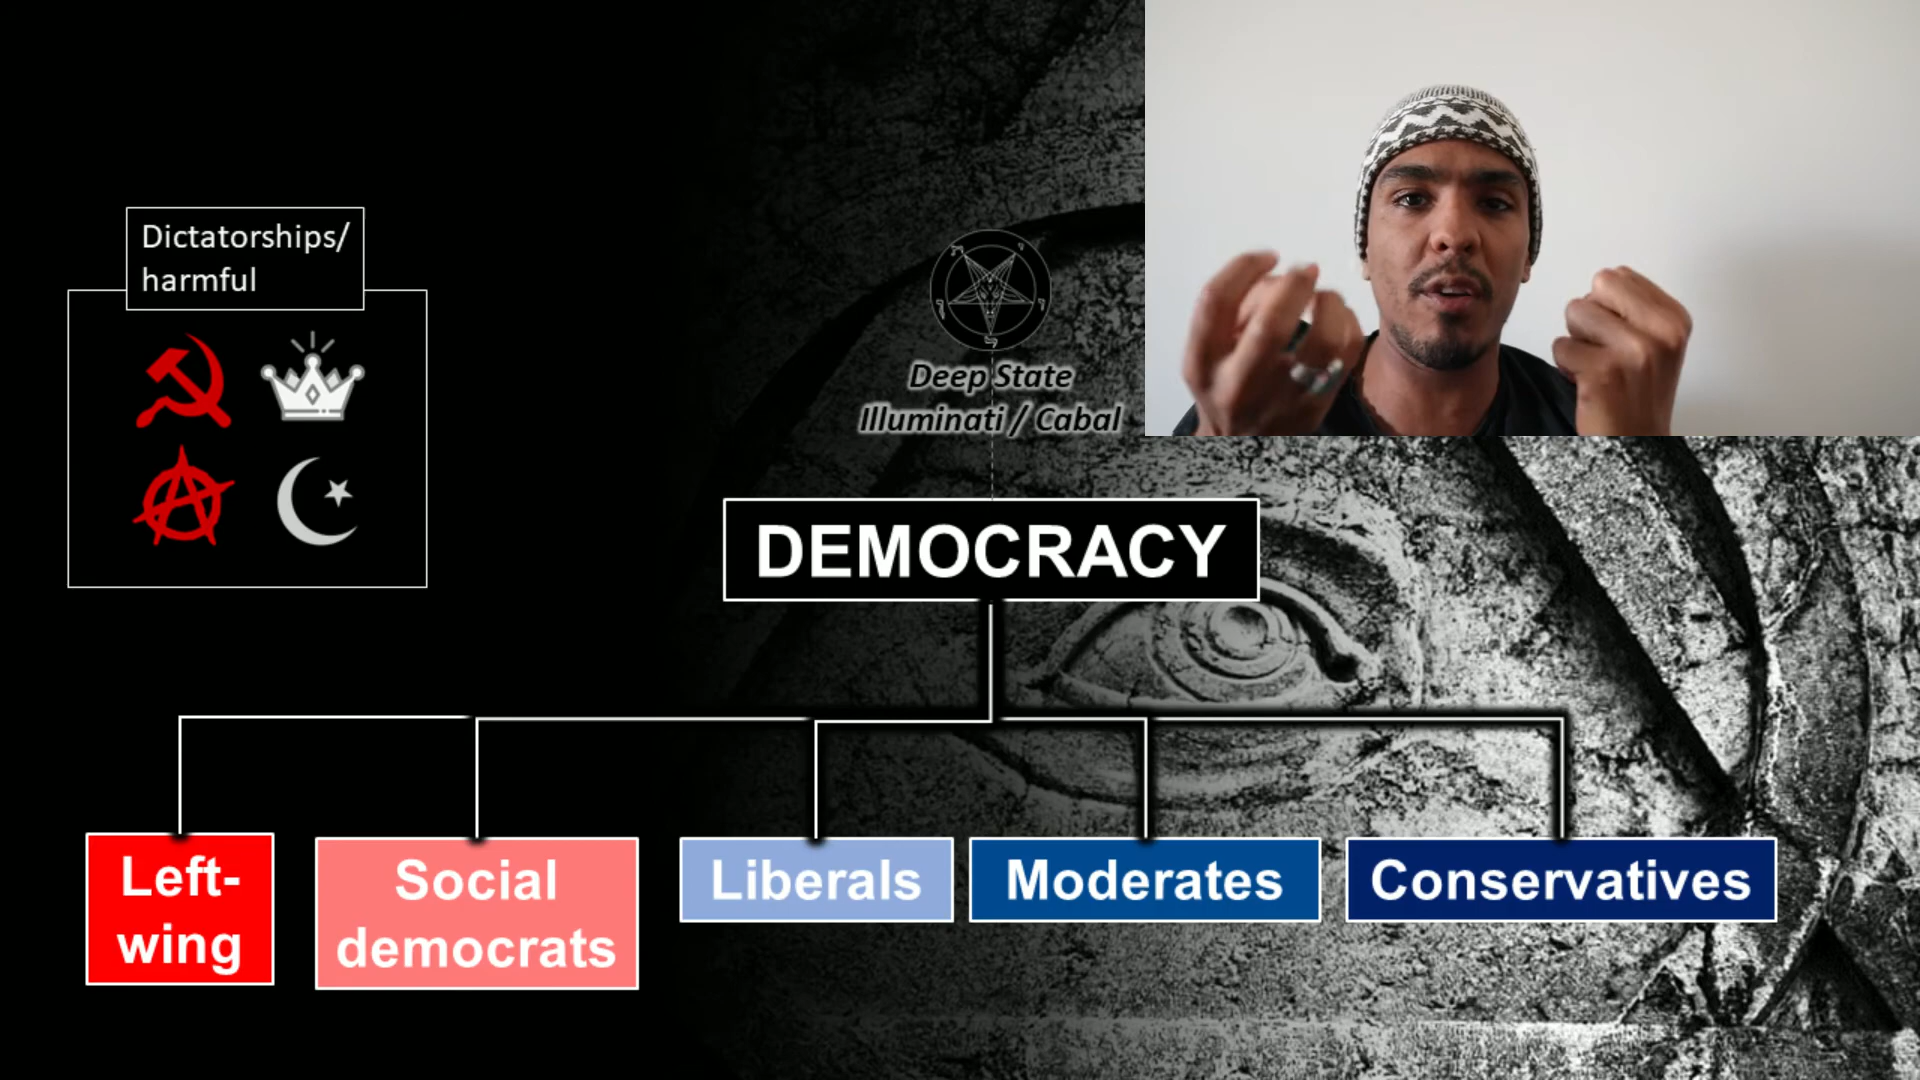 Dictatorships/
harmful
Deep State
Illuminati / Cabal
DEMOCRACY
Left-
wing
Social
democrats
Liberals
Moderates
Conservatives